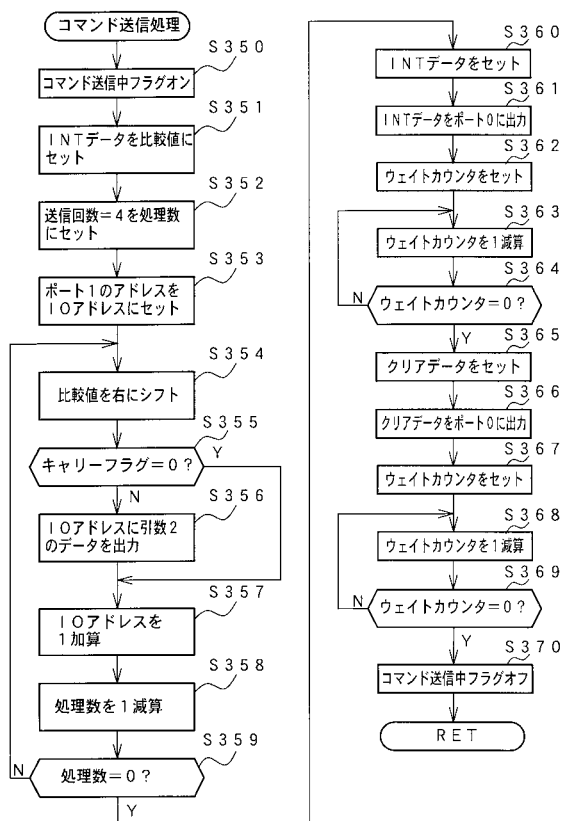 コマンド送信処理
S350
コマンド送信中フラグオン
S351
INTデータを比較値に
セット
S352
送信回数=4を処理数
にセット
S353
ポート1のアドレスを
IOアドレスにセット
S354
比較値を右にシフト
S355
キャリーフラグ=0?
Y
N
S356
IOアドレスに引数2
のデータを出力
S357
IOアドレスを
1加算
S358
処理数を1減算
S359
N
処理数=0?
Y
S360
INTデータをセット
S361
INTデータをポート0に出力
S362
ウェイトカウンタをセット
S363
ウェイトカウンタを1減算
S364
N
ウェイトカウンタ=0?
Y
S365
クリアデータをセット
S366
クリアデータをポート0に出力
S367
ウェイトカウンタをセット
S368
ウェイトカウンタを1減算
S369
N
ウェイトカウンタ=0?
Y
S370
コマンド送信中フラグオフ
RET